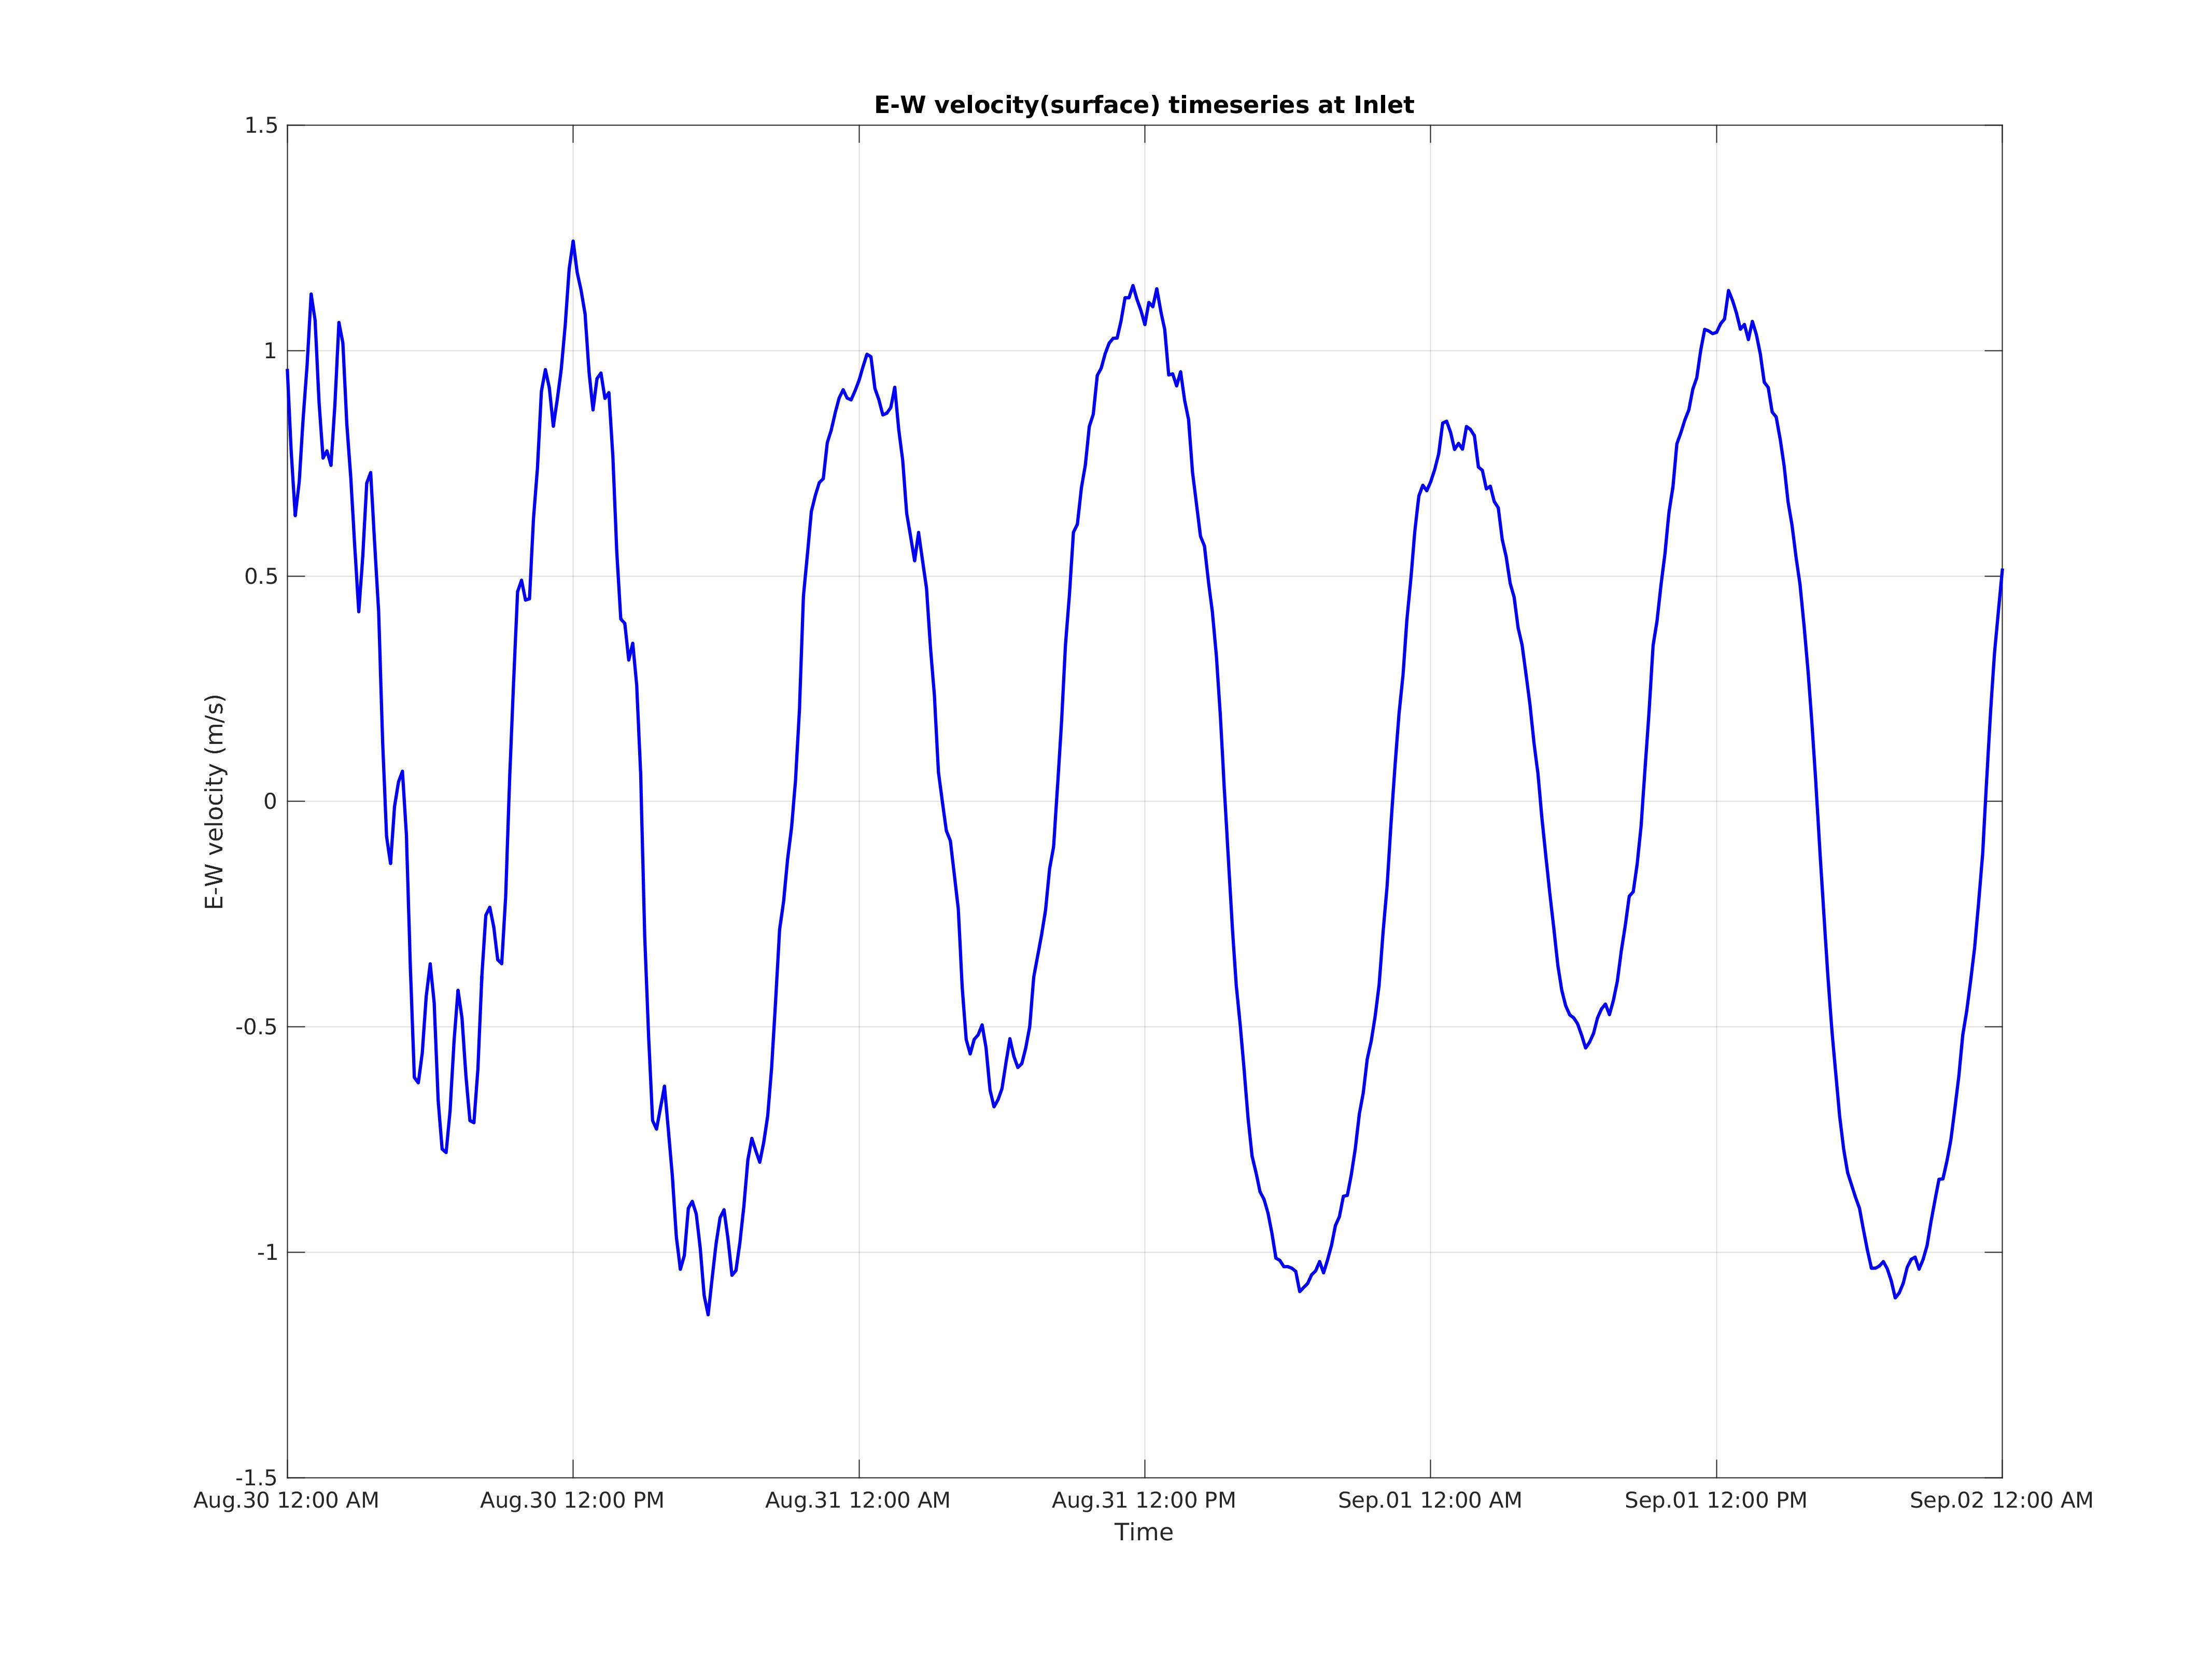 E-W velocity(surface) timeseries at Inlet
1.5
1
0.5
0
-0.5
-1
-1.5
E-W velocity (m/s)
Aug.30 12:00 AM Aug.30 12:00 PM Aug.31 12:00 AM Aug.31 12:00 PM Sep.01 12:00 AM Sep.01 12:00 PM Sep.02 12:00 AM
Time